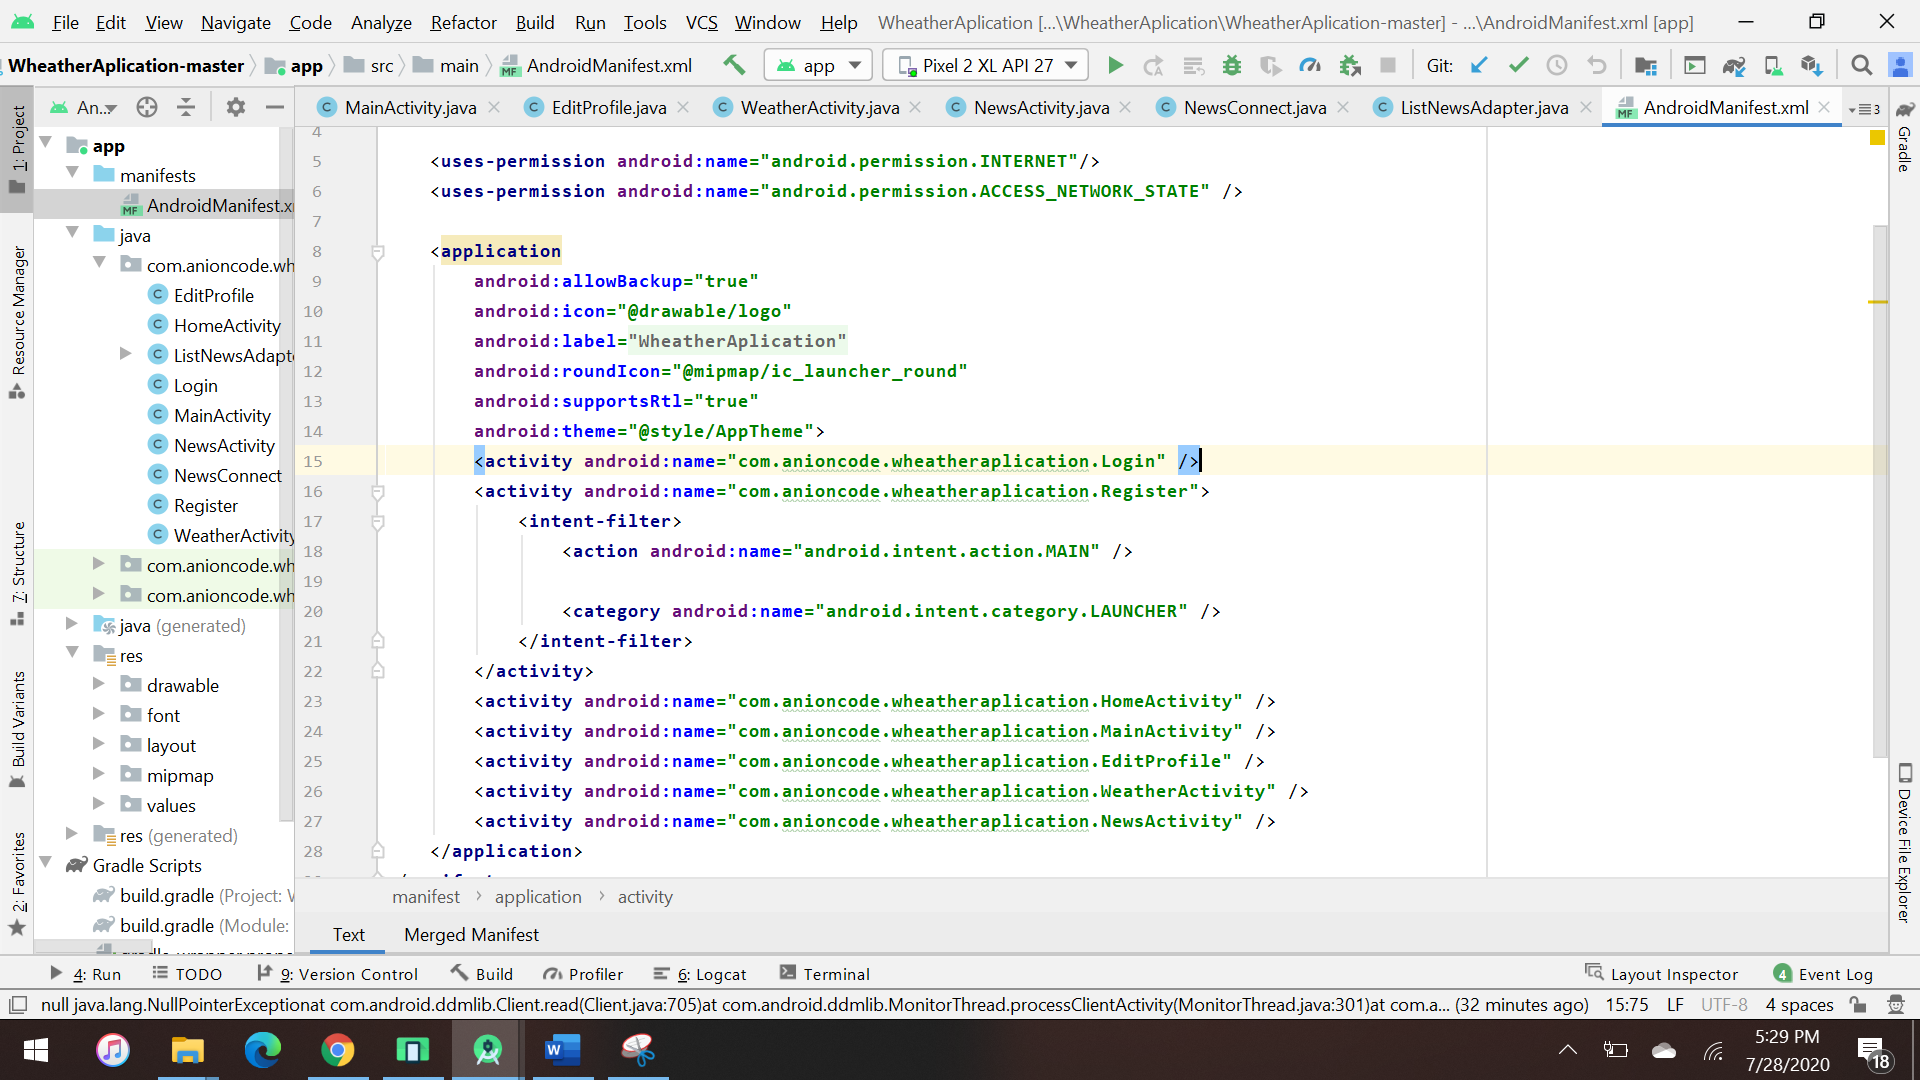 File Edit View Navigate Code Analyze Refactor Build Run Tools VCS Window Help WheatherAplication [...\WheatherAplication\WheatherAplication-master] - ...\AndroidManifest.xml [app]
WheatherAplication-master app src main AndroidManifest.xml app Pixel 2 XL API 27 Git:
An... MainActivity.java EditProfile.java WeatherActivity.java NewsActivity.java NewsConnect.java ListNewsAdapter.java AndroidManifest.xml 3
1: Project
Resource Manager
7: Structure
Build Variants
2: Favorites
app
manifests
AndroidManifest.x
java
com.anioncode.wh
EditProfile
HomeActivity
ListNewsAdapt
Login
MainActivity
NewsActivity
NewsConnect
Register
WeatherActivity
com.anioncode.wh
com.anioncode.wh
java (generated)
res
drawable
font
layout
mipmap
values
res (generated)
Gradle Scripts
build.gradle (Project: W
build.gradle (Module:
4
5 <uses-permission android:name="android.permission.INTERNET"/>
6 <uses-permission android:name="android.permission.ACCESS_NETWORK_STATE" />
7
8 <application
9 android:allowBackup="true"
10 android:icon="@drawable/logo"
11 android:label="WheatherAplication"
12 android:roundIcon="@mipmap/ic_launcher_round"
13 android:supportsRtl="true"
14 android:theme="@style/AppTheme">
15 <activity android:name="com.anioncode.wheatheraplication.Login" />
16 <activity android:name="com.anioncode.wheatheraplication.Register">
17 <intent-filter>
18 <action android:name="android.intent.action.MAIN" />
19
20 <category android:name="android.intent.category.LAUNCHER" />
21 </intent-filter>
22 </activity>
23 <activity android:name="com.anioncode.wheatheraplication.HomeActivity" />
24 <activity android:name="com.anioncode.wheatheraplication.MainActivity" />
25 <activity android:name="com.anioncode.wheatheraplication.EditProfile" />
26 <activity android:name="com.anioncode.wheatheraplication.WeatherActivity" />
27 <activity android:name="com.anioncode.wheatheraplication.NewsActivity" />
28 </application>
manifest application activity
Text Merged Manifest
Gradle
Device File Explorer
4: Run TODO 9: Version Control Build Profiler 6: Logcat Terminal Layout Inspector 4 Event Log
null java.lang.NullPointerExceptionat com.android.ddmlib.Client.read(Client.java:705)at com.android.ddmlib.MonitorThread.processClientActivity(MonitorThread.java:301)at com.a... (32 minutes ago) 15:75 LF UTF-8 4 spaces
5:29 PM
7/28/2020
18